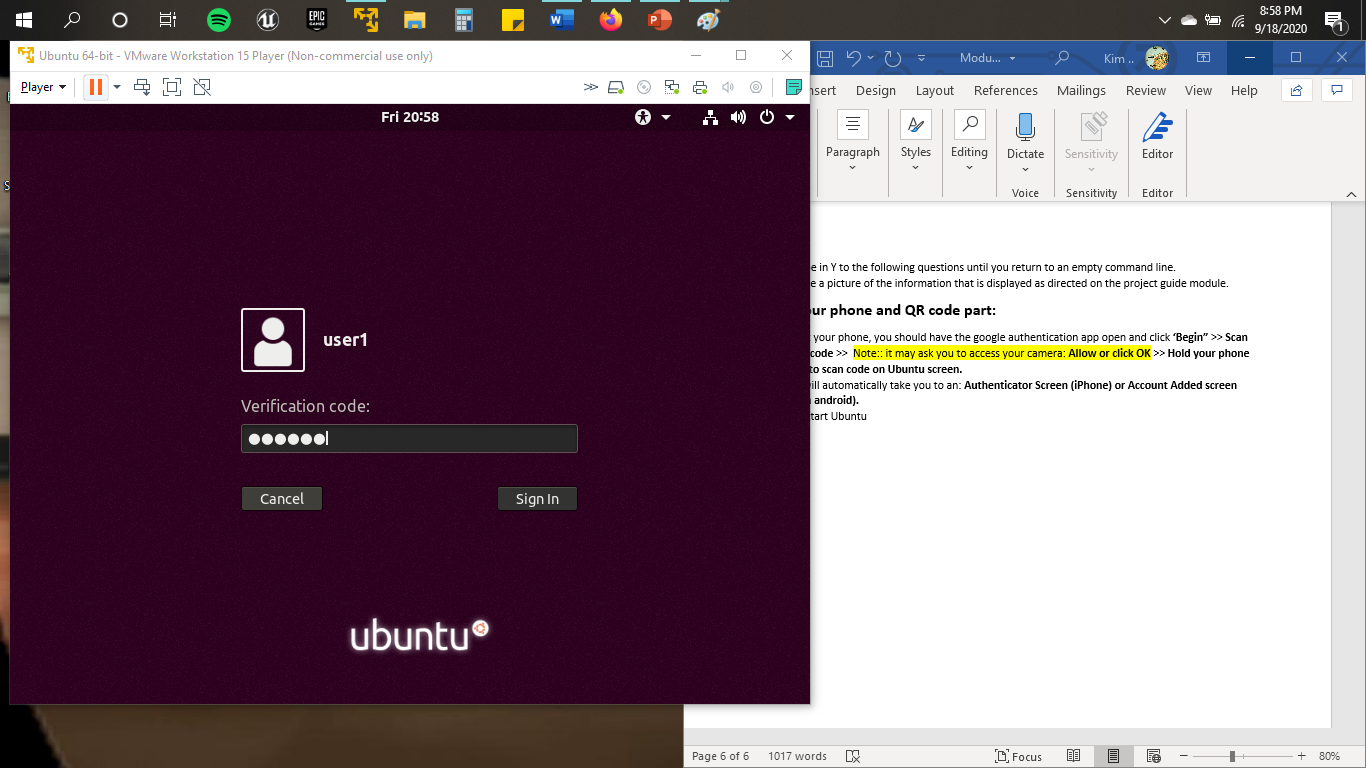 8:58 PM
9/18/2020
1
EPIC
GAMES
Ubuntu 64-bit - VMware Workstation 15 Player (Non-commercial use only)
Player
Fri 20:58
user1
Verification code:
●●●●●●
Cancel
Sign In
ubuntu
Modu...
Kim ..
nsert Design Layout References Mailings Review View Help
Paragraph
Styles
Editing
Dictate
Sensitivity
Editor
Voice
Sensitivity
Editor
e in Y to the following questions until you return to an empty command line.
e a picture of the information that is displayed as directed on the project guide module.
ur phone and QR code part:
your phone, you should have the google authentication app open and click ‘Begin” >> Scan
code >> Note:: it may ask you to access your camera: Allow or click OK >> Hold your phone
to scan code on Ubuntu screen.
will automatically take you to an: Authenticator Screen (iPhone) or Account Added screen
android).
tart Ubuntu
Page 6 of 6
1017 words
Focus
80%